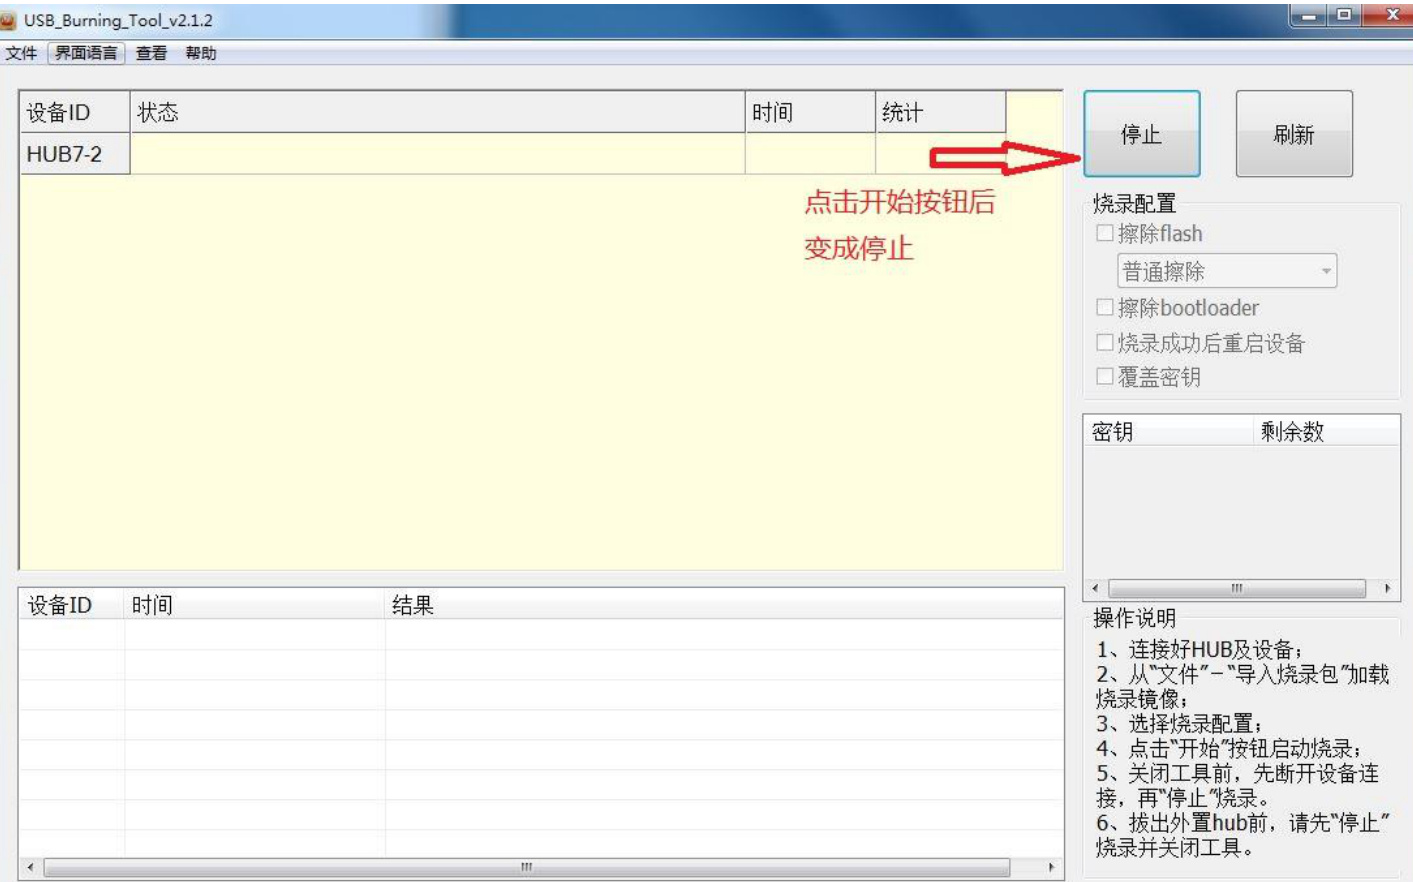 USB_Burning_Tool_v2.1.2
文件 界面语言 查看 帮助
设备ID 状态 时间 统计
HUB7-2
停止 刷新
点击开始按钮后
变成停止
烧录配置
擦除flash
普通擦除
擦除bootloader
烧录成功后重启设备
覆盖密钥
密钥 剩余数
设备ID 时间 结果
操作说明
1、连接好HUB及设备;
2、从“文件”-“导入烧录包”加载
烧录镜像;
3、选择烧录配置;
4、点击“开始”按钮启动烧录;
5、关闭工具前，先断开设备连
接，再“停止”烧录。
6、拔出外置hub前，请先“停止”
烧录并关闭工具。